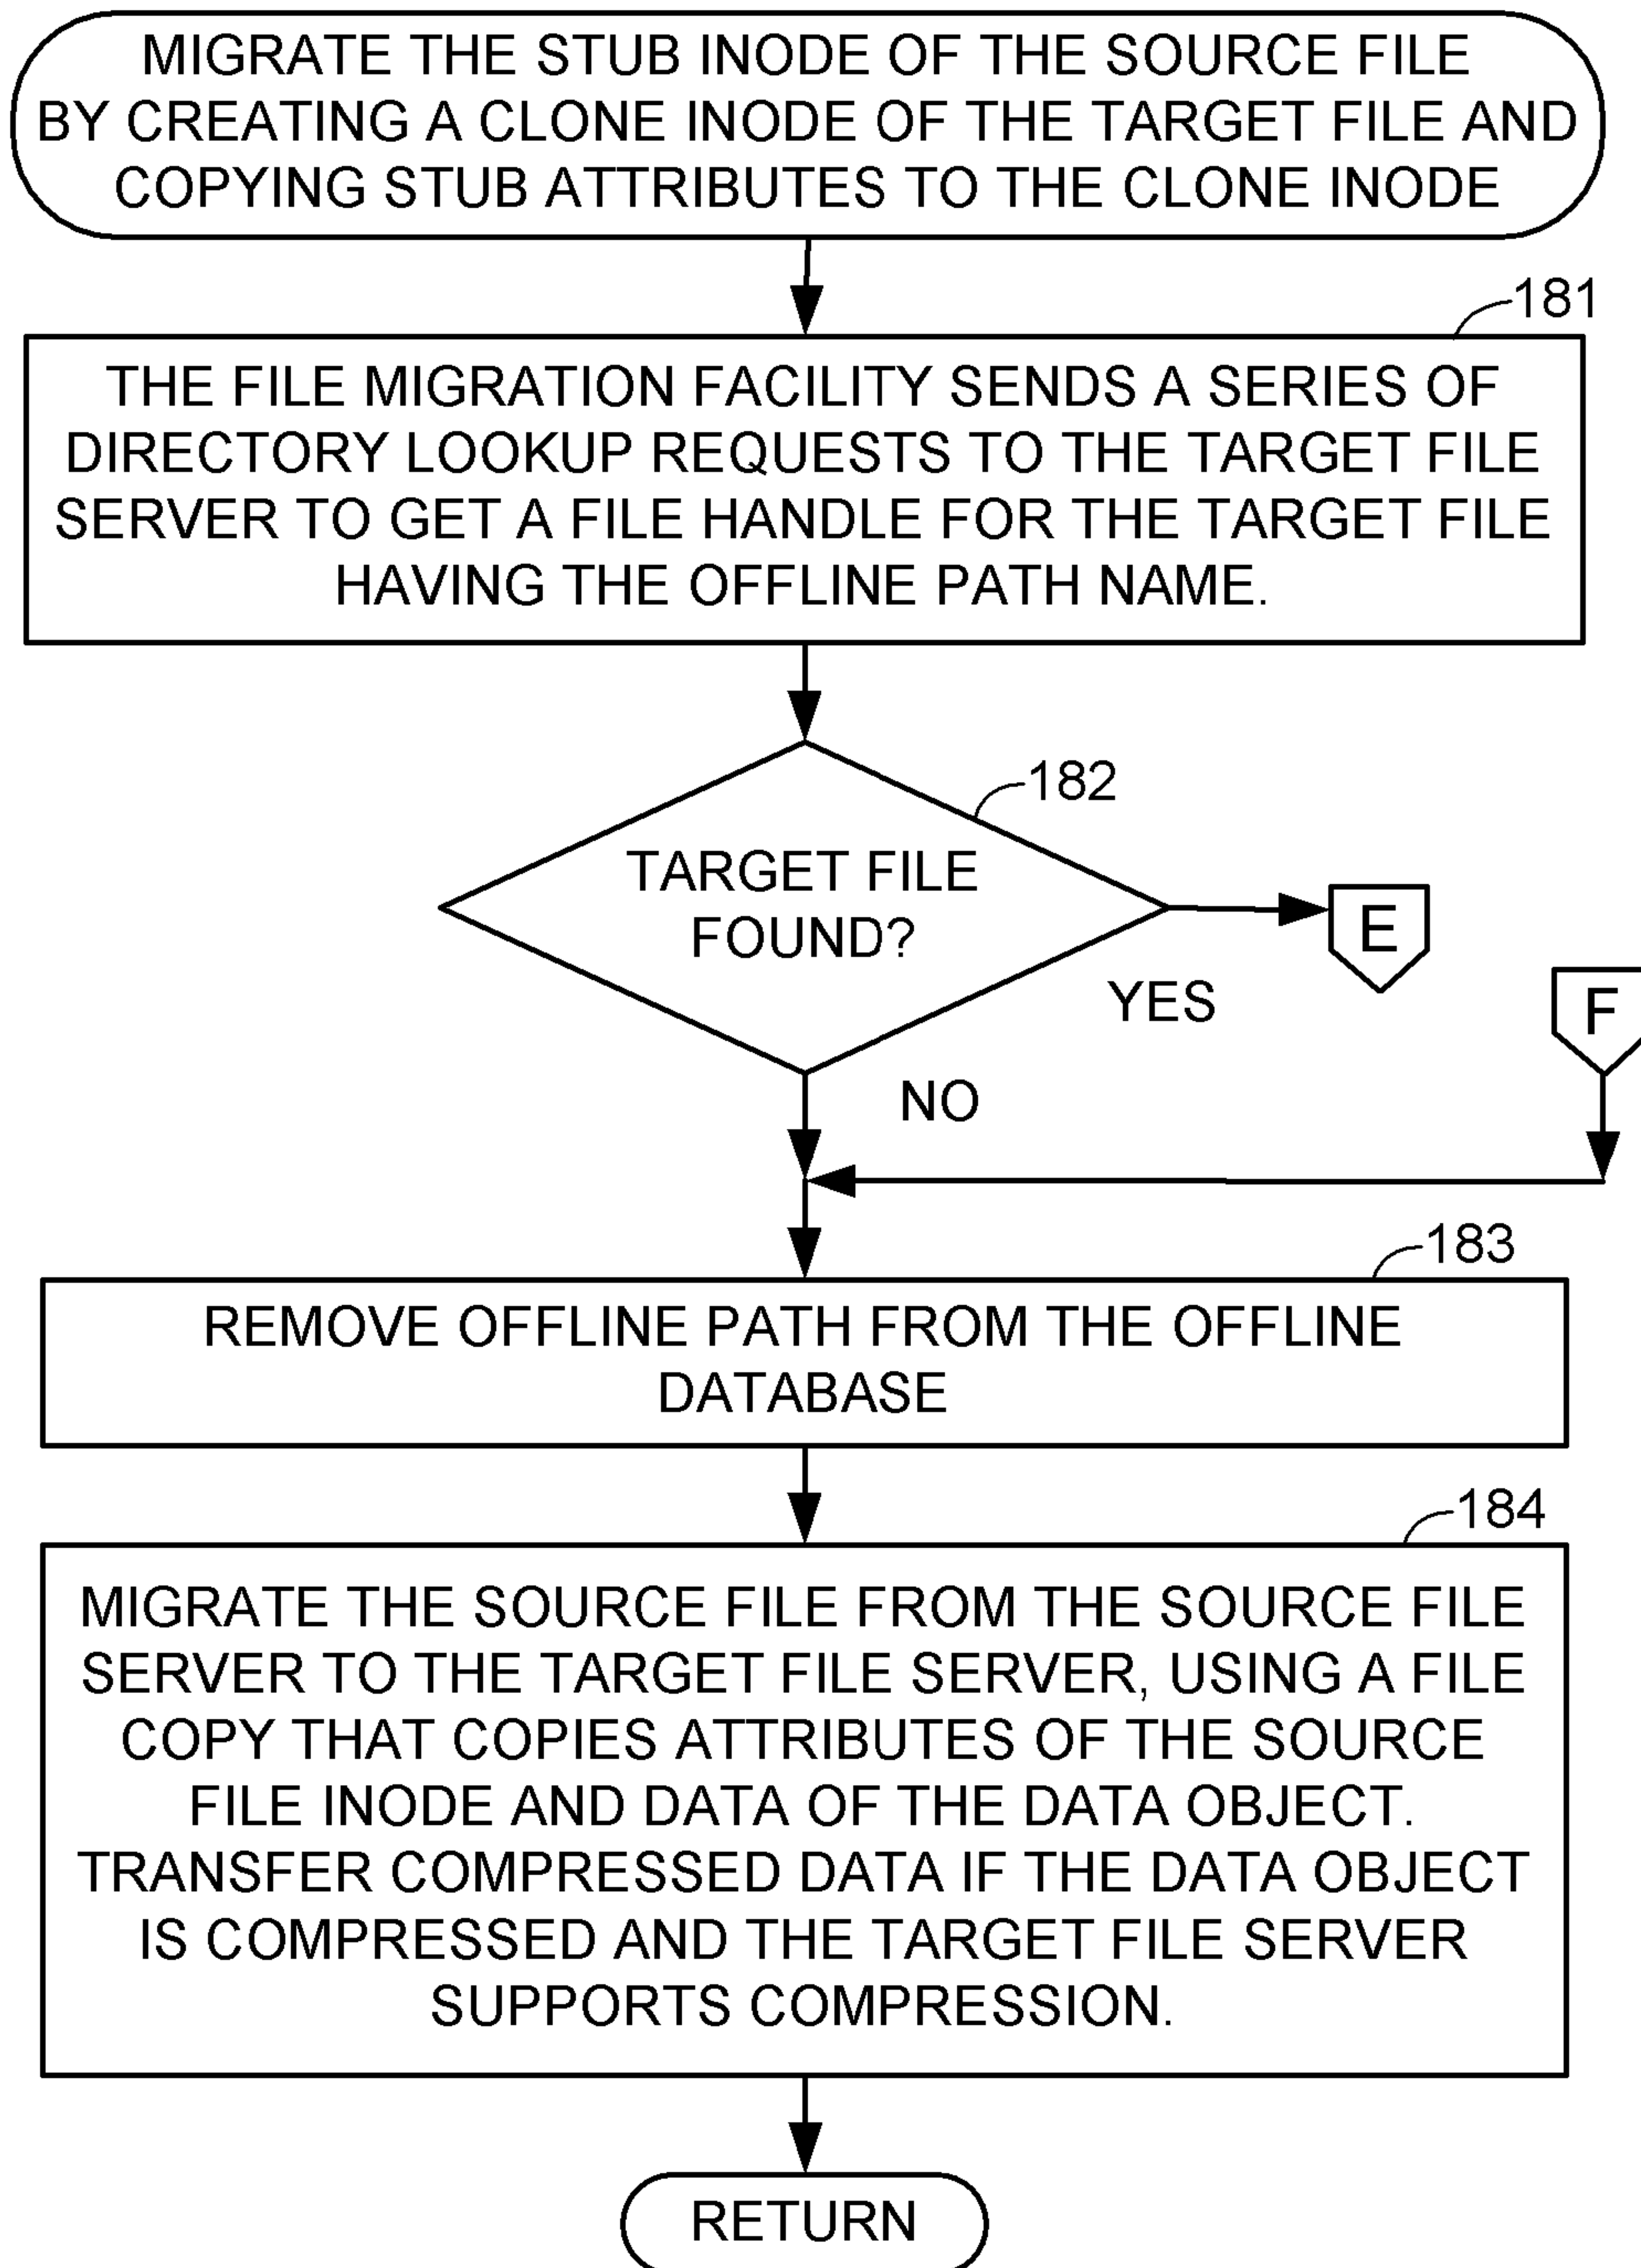 MIGRATE THE STUB INODE OF THE SOURCE FILE
BY CREATING A CLONE INODE OF THE TARGET FILE AND
COPYING STUB ATTRIBUTES TO THE CLONE INODE
181
THE FILE MIGRATION FACILITY SENDS A SERIES OF
DIRECTORY LOOKUP REQUESTS TO THE TARGET FILE
SERVER TO GET A FILE HANDLE FOR THE TARGET FILE
HAVING THE OFFLINE PATH NAME.
182
TARGET FILE
FOUND?
E
YES
F
NO
183
REMOVE OFFLINE PATH FROM THE OFFLINE
DATABASE
184
MIGRATE THE SOURCE FILE FROM THE SOURCE FILE
SERVER TO THE TARGET FILE SERVER, USING A FILE
COPY THAT COPIES ATTRIBUTES OF THE SOURCE
FILE INODE AND DATA OF THE DATA OBJECT.
TRANSFER COMPRESSED DATA IF THE DATA OBJECT
IS COMPRESSED AND THE TARGET FILE SERVER
SUPPORTS COMPRESSION.
RETURN